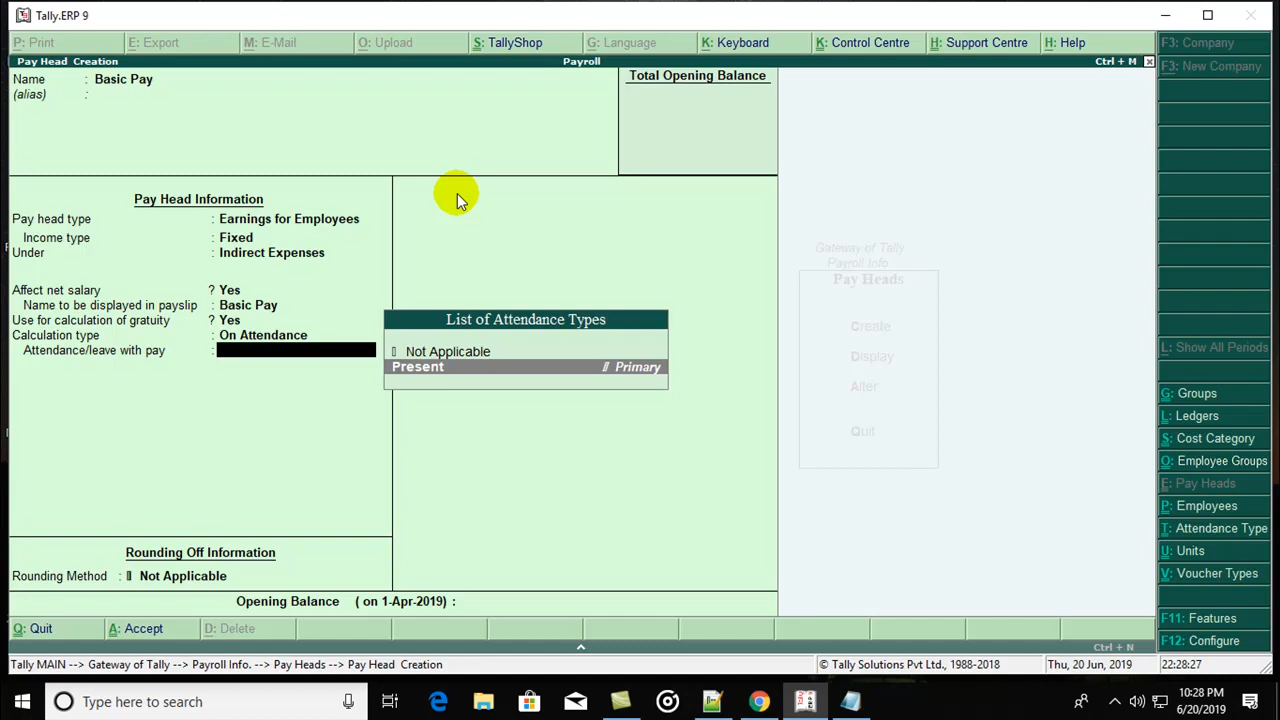 Tally.ERP 9
P: Print
E: Export
M: E-Mail
O: Upload
S: TallyShop
G: Language
K: Keyboard
K: Control Centre
H: Support Centre
H: Help
Pay Head Creation
Payroll
Ctrl + M
Name : Basic Pay
(alias) :
Total Opening Balance
Pay Head Information
Pay head type : Earnings for Employees
Income type : Fixed
Under : Indirect Expenses
Affect net salary ? Yes
Name to be displayed in payslip : Basic Pay
Use for calculation of gratuity ? Yes
Calculation type : On Attendance
Attendance/leave with pay :
List of Attendance Types
Not Applicable
Present Primary
Gateway of Tally
Payroll Info
Pay Heads
Create
Display
Alter
Quit
Rounding Off Information
Rounding Method : Not Applicable
Opening Balance ( on 1-Apr-2019) :
Q: Quit
A: Accept
D: Delete
Ctrl + N
F3: Company
F3: New Company
L: Show All Periods
G: Groups
L: Ledgers
S: Cost Category
O: Employee Groups
E: Pay Heads
P: Employees
T: Attendance Type
U: Units
V: Voucher Types
F11: Features
F12: Configure
Tally MAIN --> Gateway of Tally --> Payroll Info. --> Pay Heads --> Pay Head Creation
© Tally Solutions Pvt Ltd., 1988-2018
Thu, 20 Jun, 2019
22:28:27
Type here to search
10:28 PM
6/20/2019